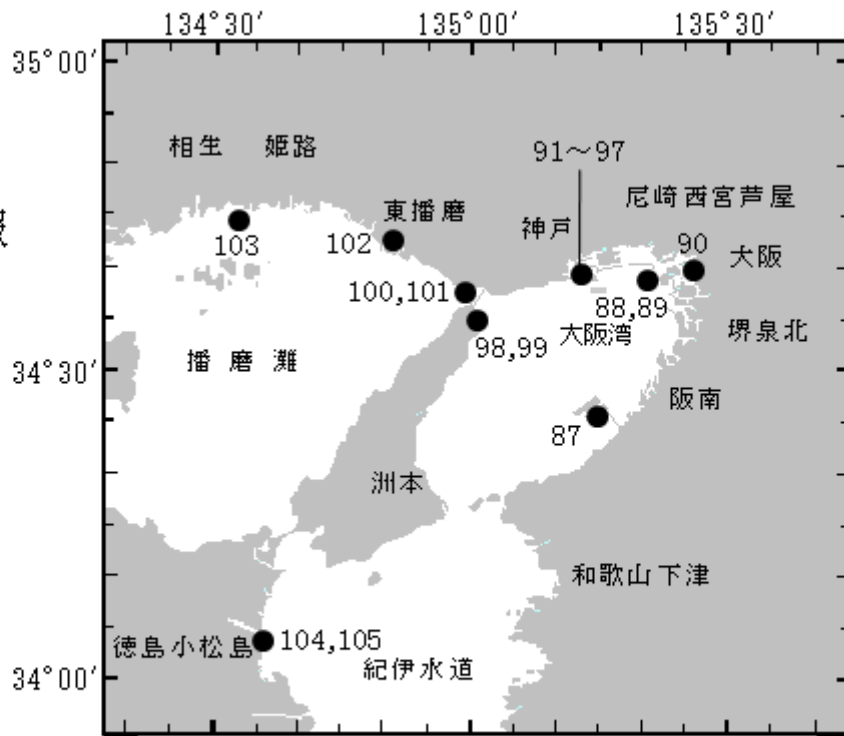 134°30′ 135°00′ 135°30′
35°00′
相生 姫路
91～97
尼崎西宮芦屋
東播磨
神戸
103
102
90
大阪
100,101
88,89
98,99
大阪湾
堺泉北
播磨灘
34°30′
阪南
87
洲本
和歌山下津
徳島小松島
104,105
紀伊水道
34°00′